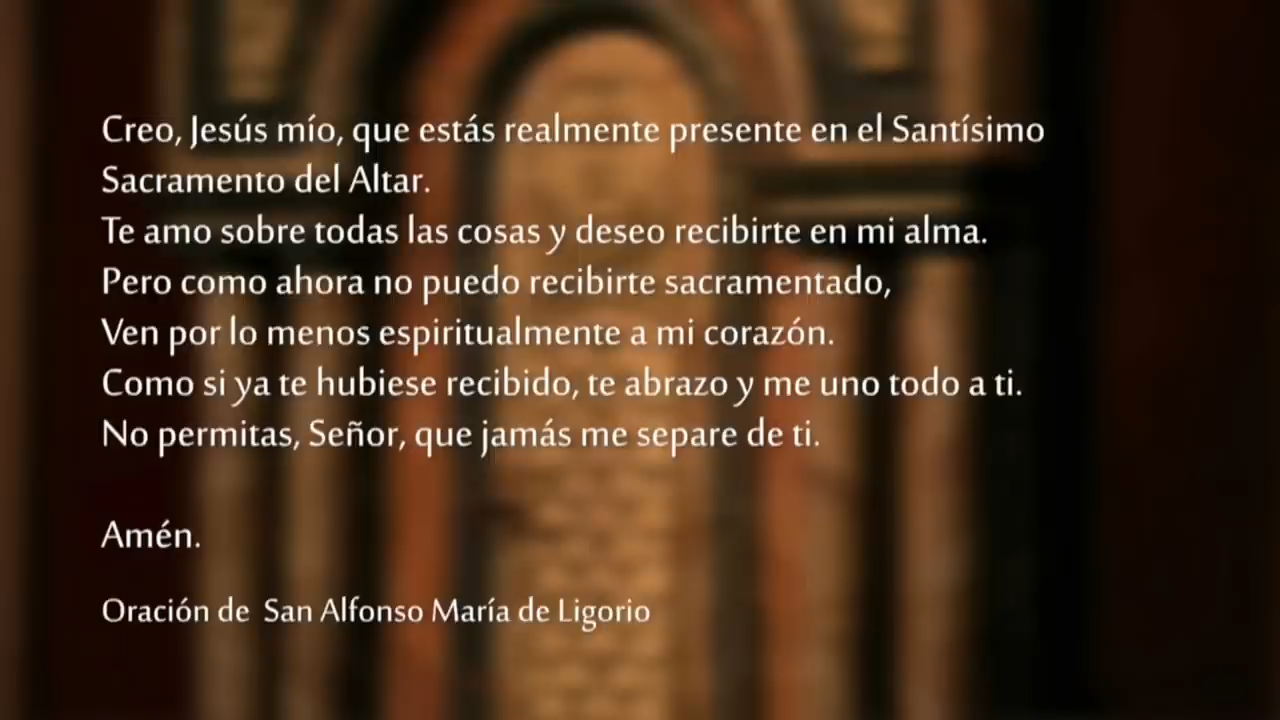 Creo, Jesús mío, que estás realmente presente en el Santísimo
Sacramento del Altar.
Te amo sobre todas las cosas y deseo recibirte en mi alma.
Pero como ahora no puedo recibirte sacramentado,
Ven por lo menos espiritualmente a mi corazón.
Como si ya te hubiese recibido, te abrazo y me uno todo a ti.
No permitas, Señor, que jamás me separe de ti.
Amén.
Oración de San Alfonso María de Ligorio